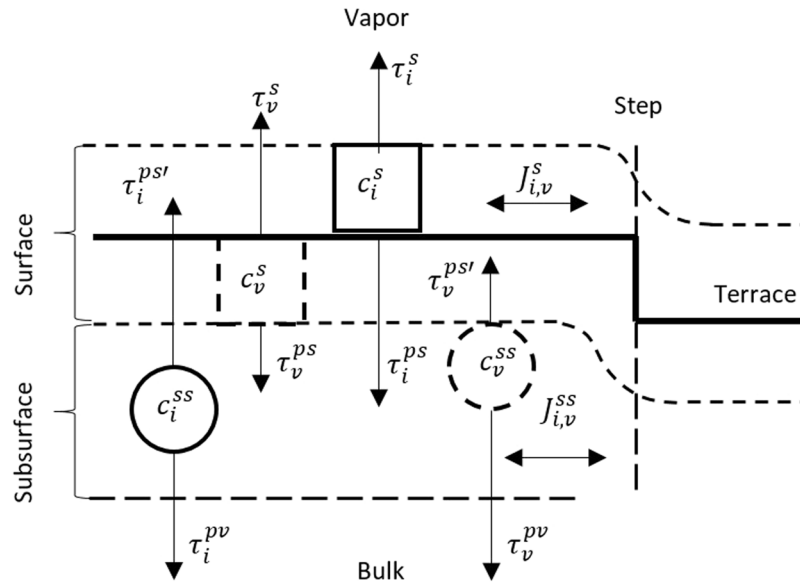 Vapor
τ_i^s
τ_v^s
Step
τ_i^{ps′}
c_i^s
J_{i,v}^s
Surface
c_v^s
τ_v^{ps′}
Terrace
τ_v^{ps}
τ_i^{ps}
c_v^{ss}
c_i^{ss}
J_{i,v}^{ss}
Subsurface
τ_i^{pv}
τ_v^{pv}
Bulk